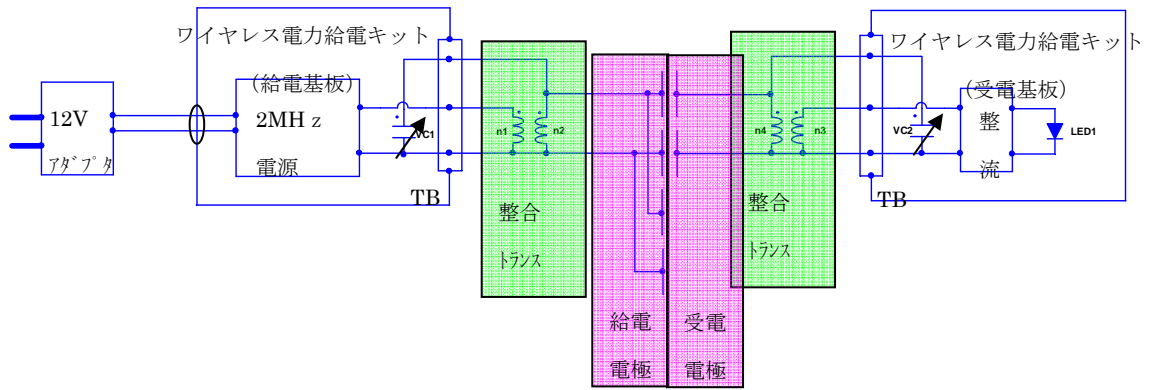 ワイヤレス電力給電キット
(給電基板)
12V
アダプタ
2MHz
電源
VC1
TB
n1
n2
整合
トランス
給電
電極
受電
電極
n4
n3
整合
トランス
ワイヤレス電力給電キット
(受電基板)
VC2
整
流
LED1
TB